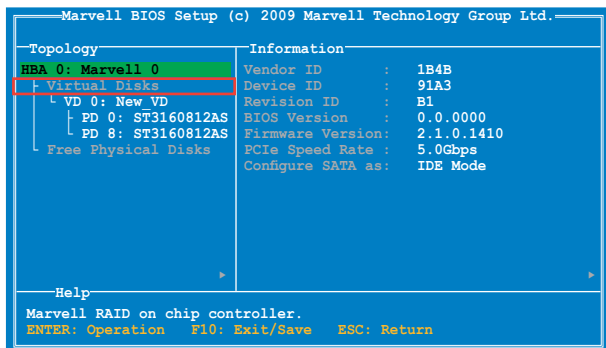 Marvell BIOS Setup (c) 2009 Marvell Technology Group Ltd.
Topology
HBA 0: Marvell 0
Virtual Disks
VD 0: New_VD
PD 0: ST3160812AS
PD 8: ST3160812AS
Free Physical Disks
Information
Vendor ID : 1B4B
Device ID : 91A3
Revision ID : B1
BIOS Version : 0.0.0000
Firmware Version: 2.1.0.1410
PCIe Speed Rate : 5.0Gbps
Configure SATA as: IDE Mode
Help
Marvell RAID on chip controller.
ENTER: Operation F10: Exit/Save ESC: Return